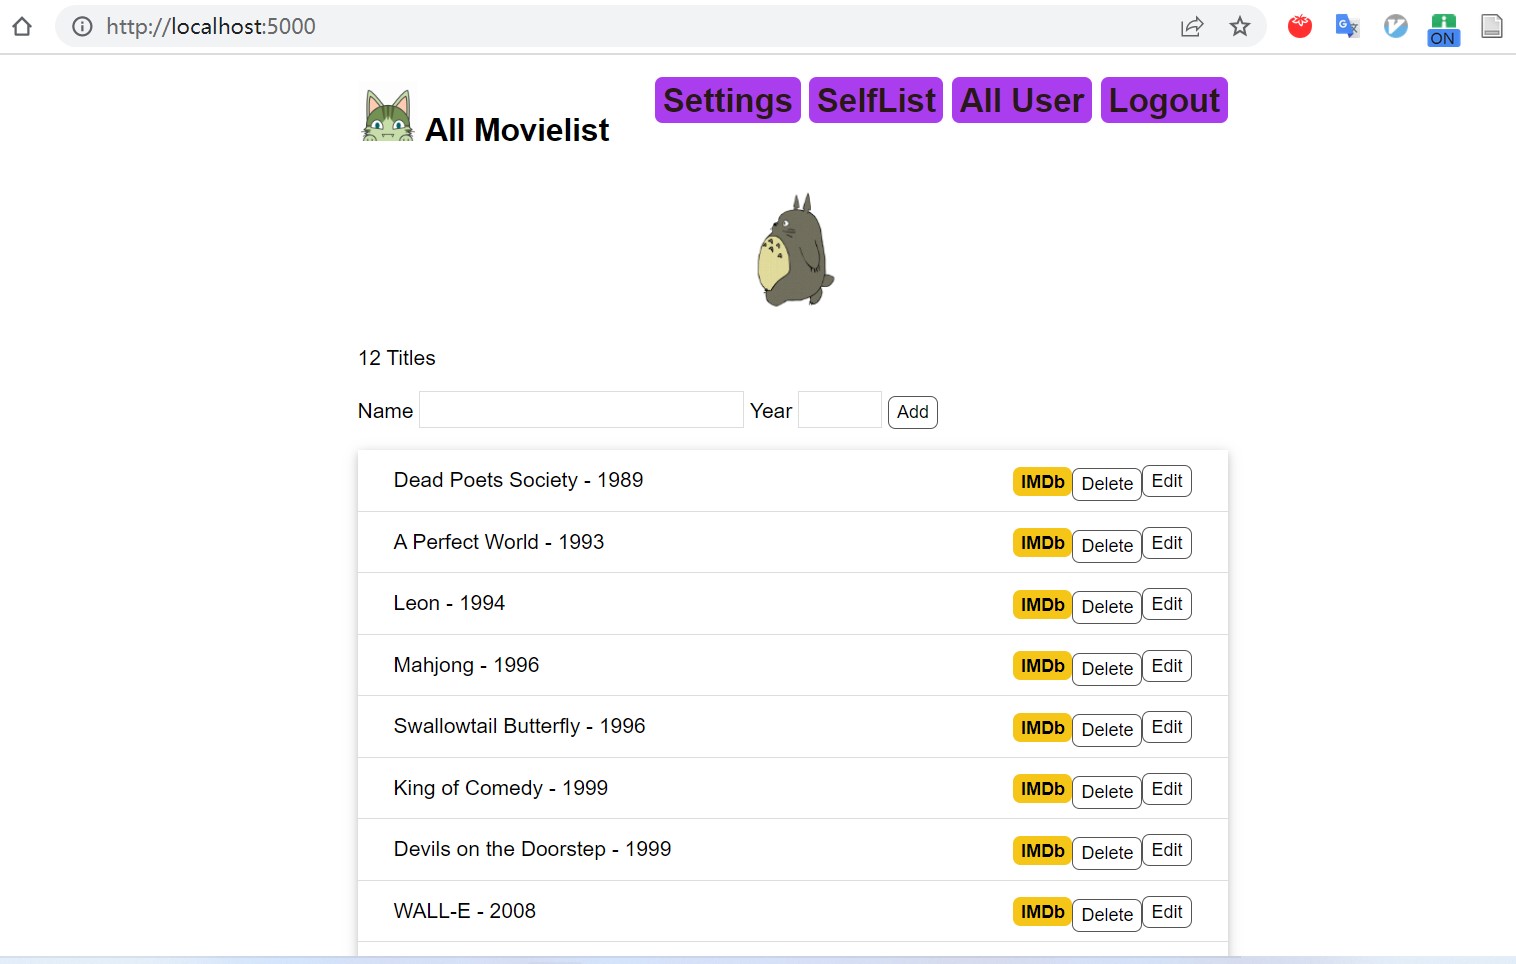 http://localhost:5000
ON
All Movielist
Settings SelfList All User Logout
12 Titles
Name Year Add
Dead Poets Society - 1989 IMDb Delete Edit
A Perfect World - 1993 IMDb Delete Edit
Leon - 1994 IMDb Delete Edit
Mahjong - 1996 IMDb Delete Edit
Swallowtail Butterfly - 1996 IMDb Delete Edit
King of Comedy - 1999 IMDb Delete Edit
Devils on the Doorstep - 1999 IMDb Delete Edit
WALL-E - 2008 IMDb Delete Edit